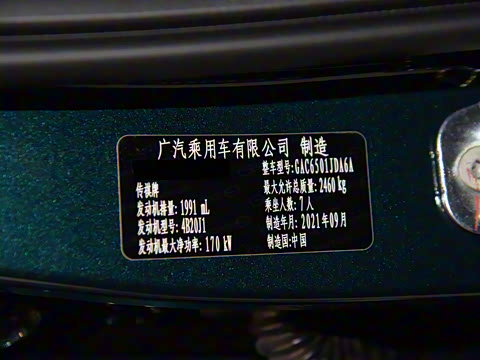 广汽乘用车有限公司 制造
整车型号:GAC6501JDA6A
传祺牌
最大允许总质量: 2460 kg
发动机排量: 1991 mL
乘坐人数: 7人
发动机型号: 4B20J1
制造年月: 2021年09月
发动机最大净功率: 170 kW
制造国:中国